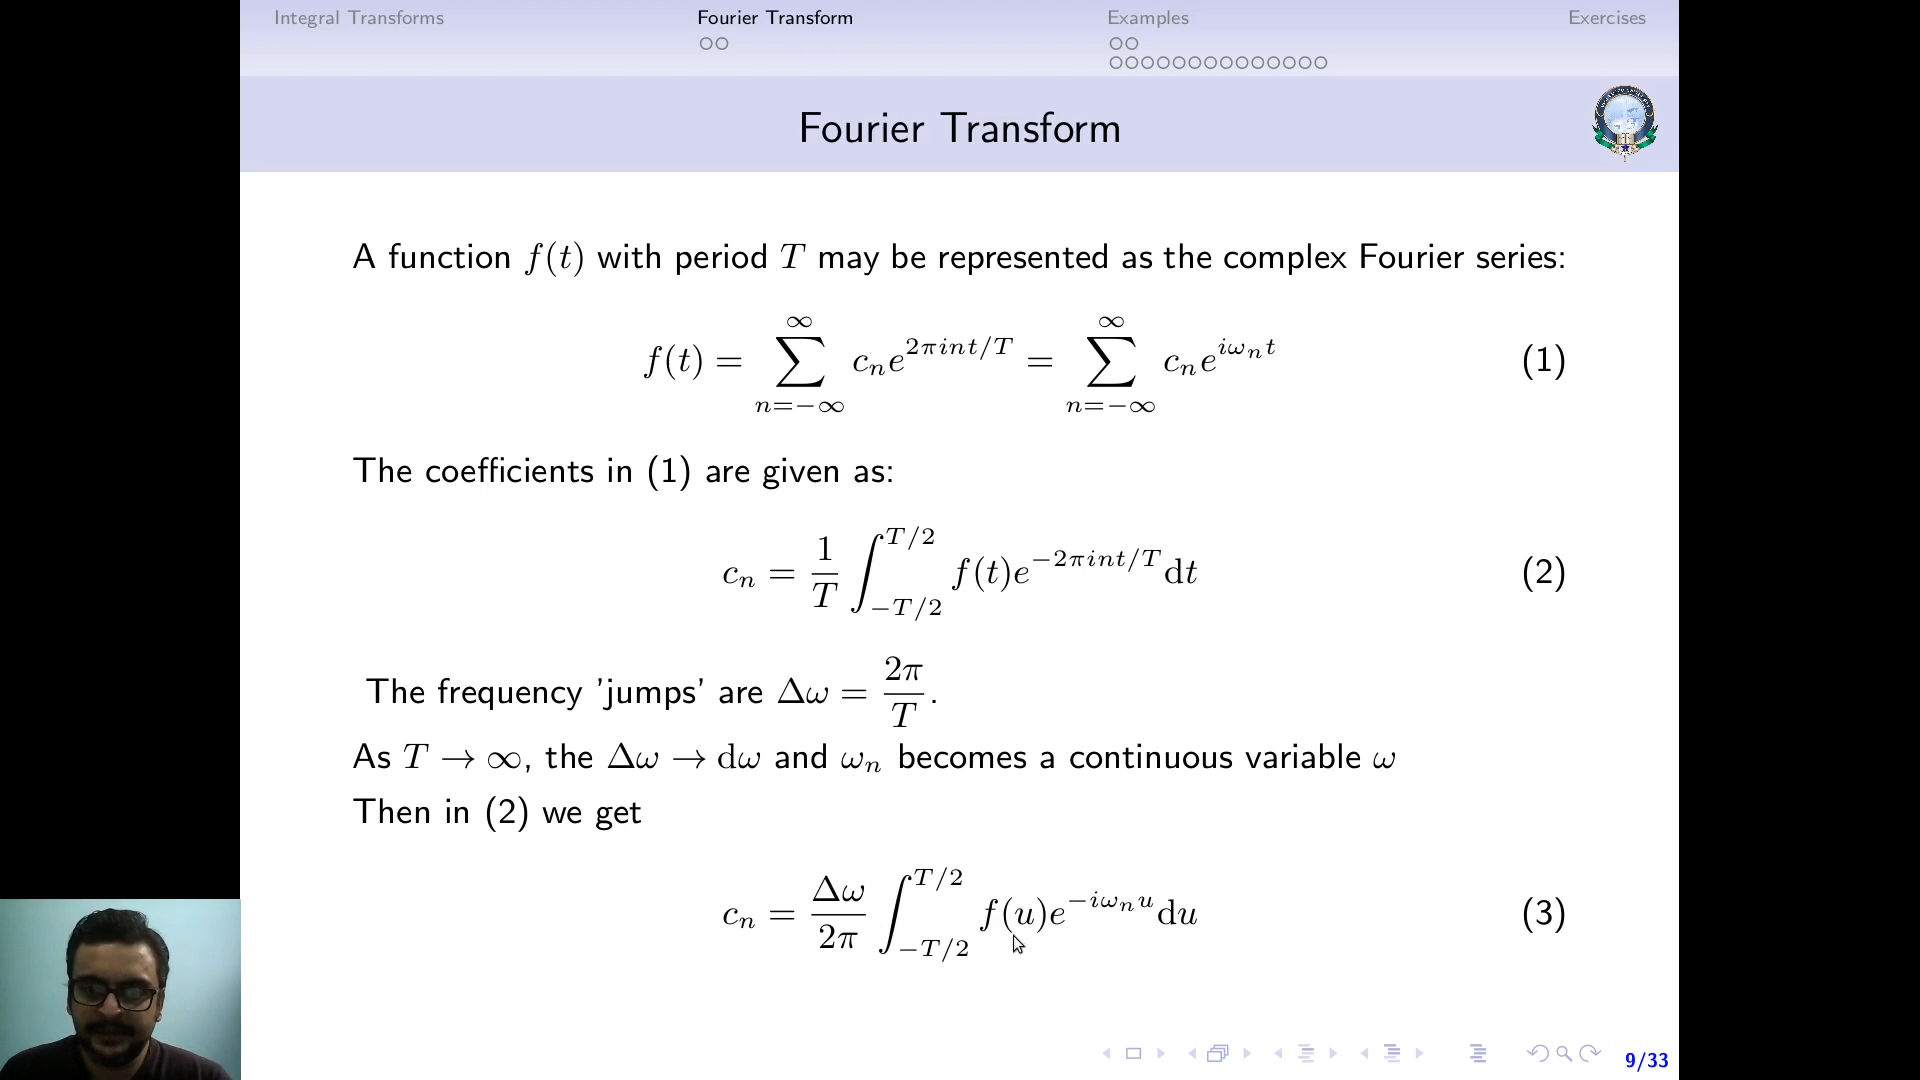 Integral Transforms Fourier Transform Examples Exercises
Fourier Transform
A function f(t) with period T may be represented as the complex Fourier series:
f(t) = ∑_{n=−∞}^{∞} c_n e^{2πint/T} = ∑_{n=−∞}^{∞} c_n e^{iω_n t} (1)
The coefficients in (1) are given as:
c_n = \frac{1}{T} ∫_{−T/2}^{T/2} f(t)e^{−2πint/T} dt (2)
The frequency 'jumps' are Δω = \frac{2π}{T}.
As T → ∞, the Δω → dω and ω_n becomes a continuous variable ω
Then in (2) we get
c_n = \frac{Δω}{2π} ∫_{−T/2}^{T/2} f(u)e^{−iω_n u} du (3)
9/33